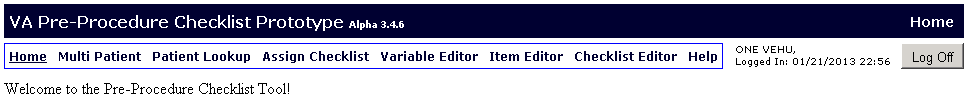 VA Pre-Procedure Checklist Prototype Alpha 3.4.6 Home
Home Multi Patient Patient Lookup Assign Checklist Variable Editor Item Editor Checklist Editor Help
ONE VEHU,
Logged In: 01/21/2013 22:56
Log Off
Welcome to the Pre-Procedure Checklist Tool!